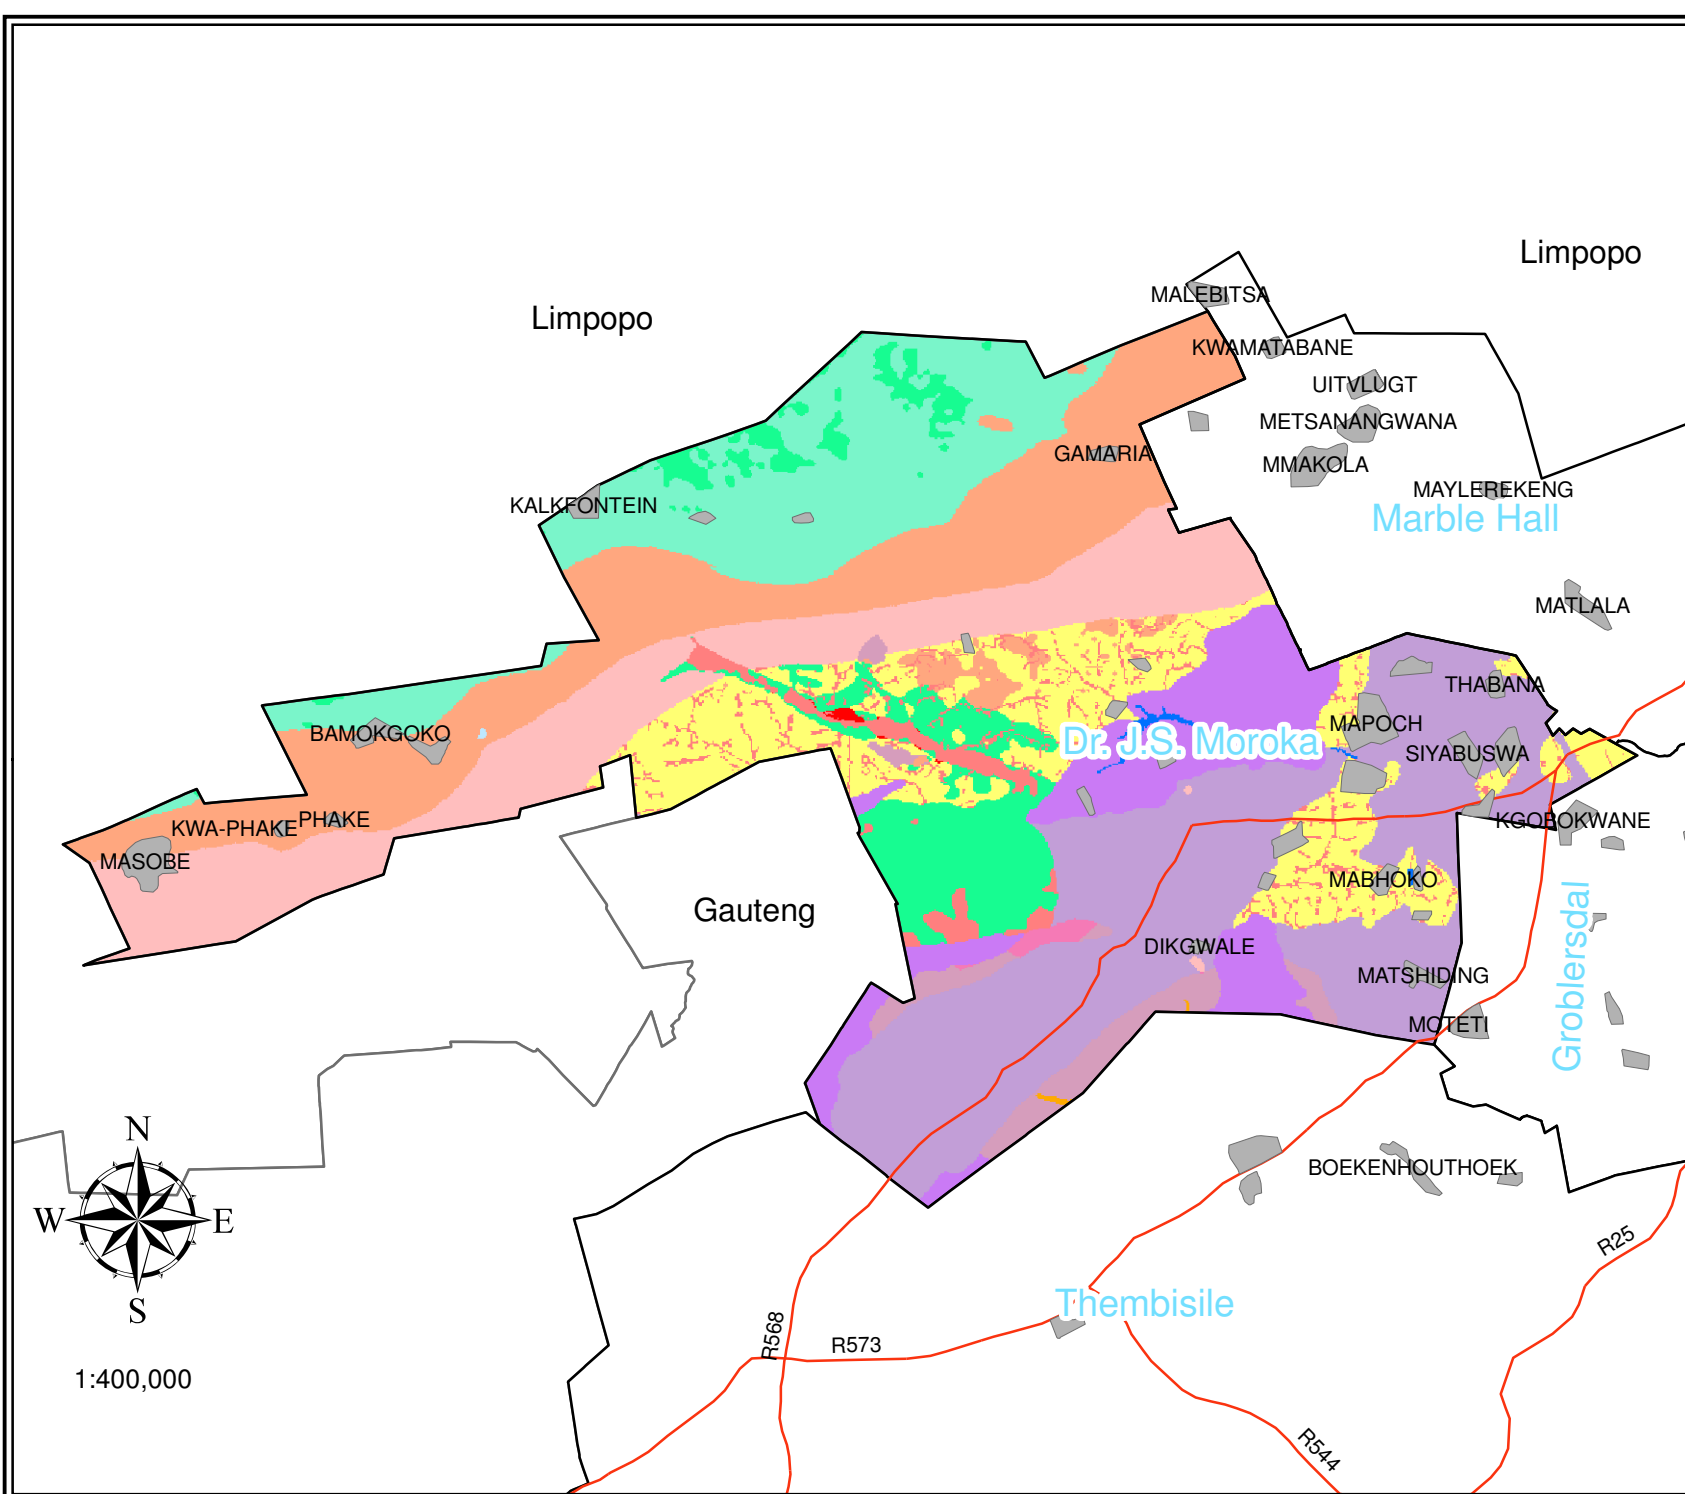 Limpopo
Limpopo
MALEBITSA
KWAMATABANE
UITVLUGT
METSANANGWANA
GAMARIA
MMAKOLA
MAYLEREKENG
KALKFONTEIN
Marble Hall
MATLALA
THABANA
MAPOCH
BAMOKGOKO
Dr. J.S. Moroka
SIYABUSWA
KWA-PHAKE
PHAKE
KGOBOKWANE
MASOBE
MABHOKO
Gauteng
DIKGWALE
MATSHIDING
Groblersdal
MOTETI
N
W
E
S
BOEKENHOUTHOEK
R25
Thembisile
R568
R573
1:400,000
R544